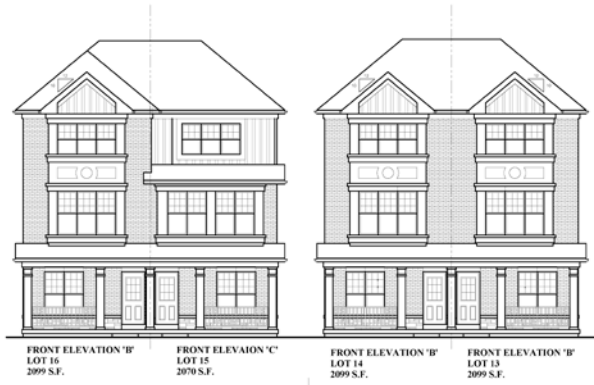 FRONT ELEVATION 'B'
LOT 16
2099 S.F.
FRONT ELEVAION 'C'
LOT 15
2070 S.F.
FRONT ELEVATION 'B'
LOT 14
2099 S.F.
FRONT ELEVATION 'B'
LOT 13
2099 S.F.